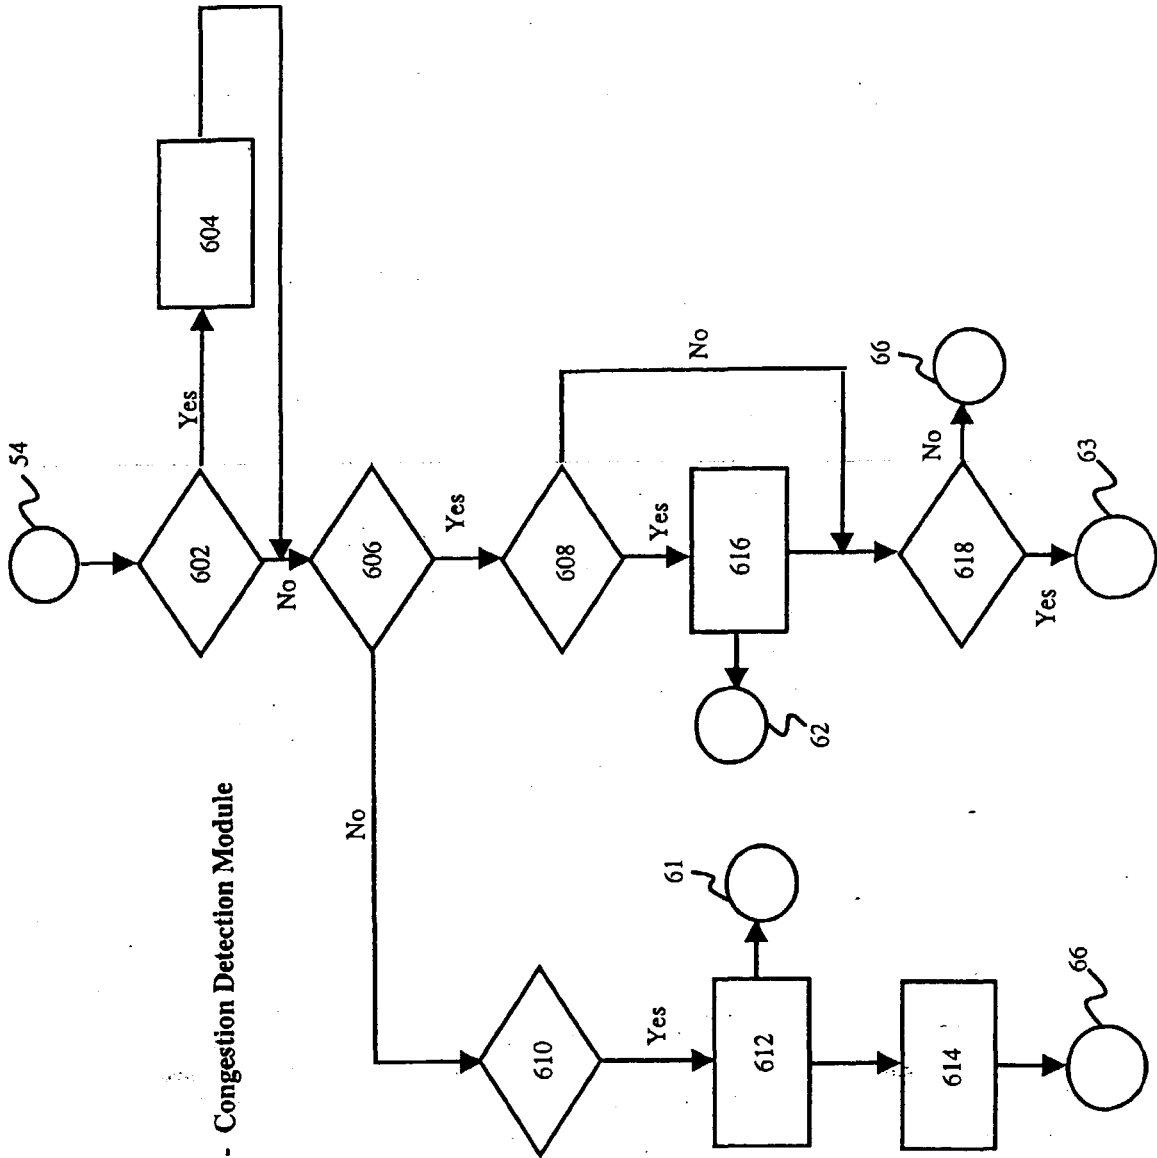 54
602
Yes
604
No
606
Yes
No
608
Yes
No
616
62
618
No
66
Yes
63
610
Yes
612
61
614
66
- Congestion Detection Module